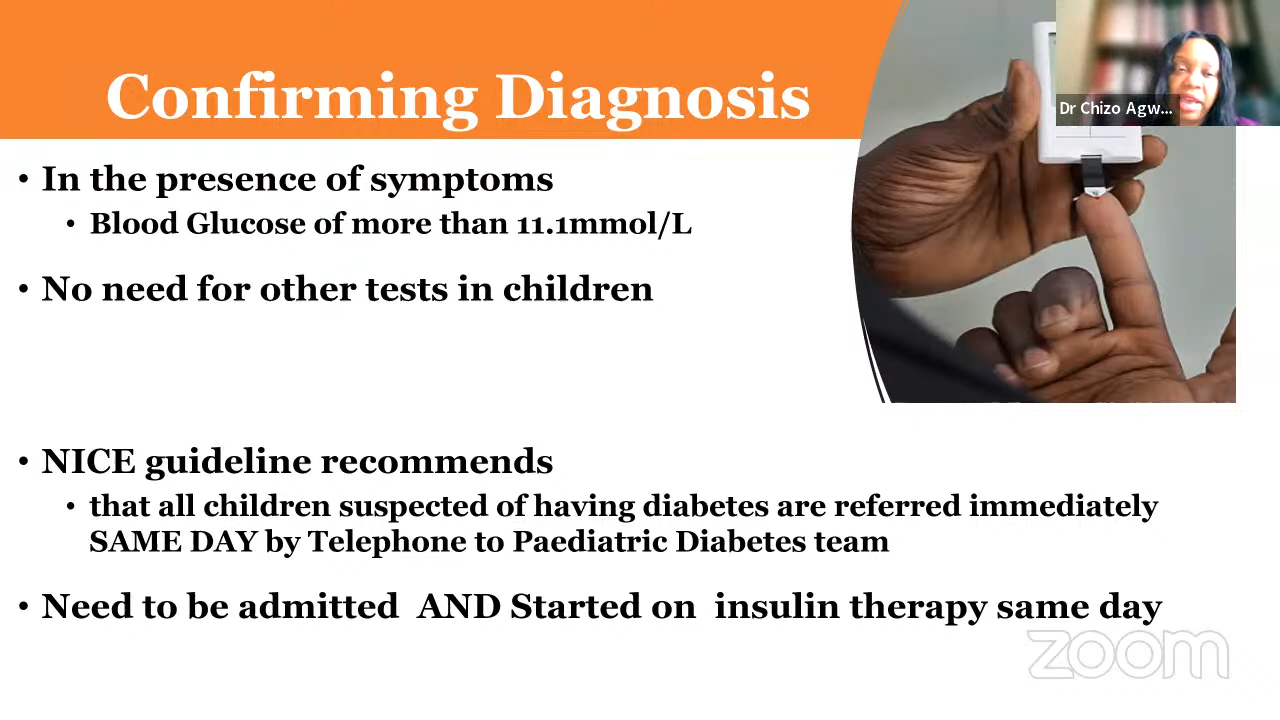 Confirming Diagnosis
Dr Chizo Agw...
• In the presence of symptoms
• Blood Glucose of more than 11.1mmol/L
• No need for other tests in children
• NICE guideline recommends
• that all children suspected of having diabetes are referred immediately
SAME DAY by Telephone to Paediatric Diabetes team
• Need to be admitted AND Started on insulin therapy same day
zoom